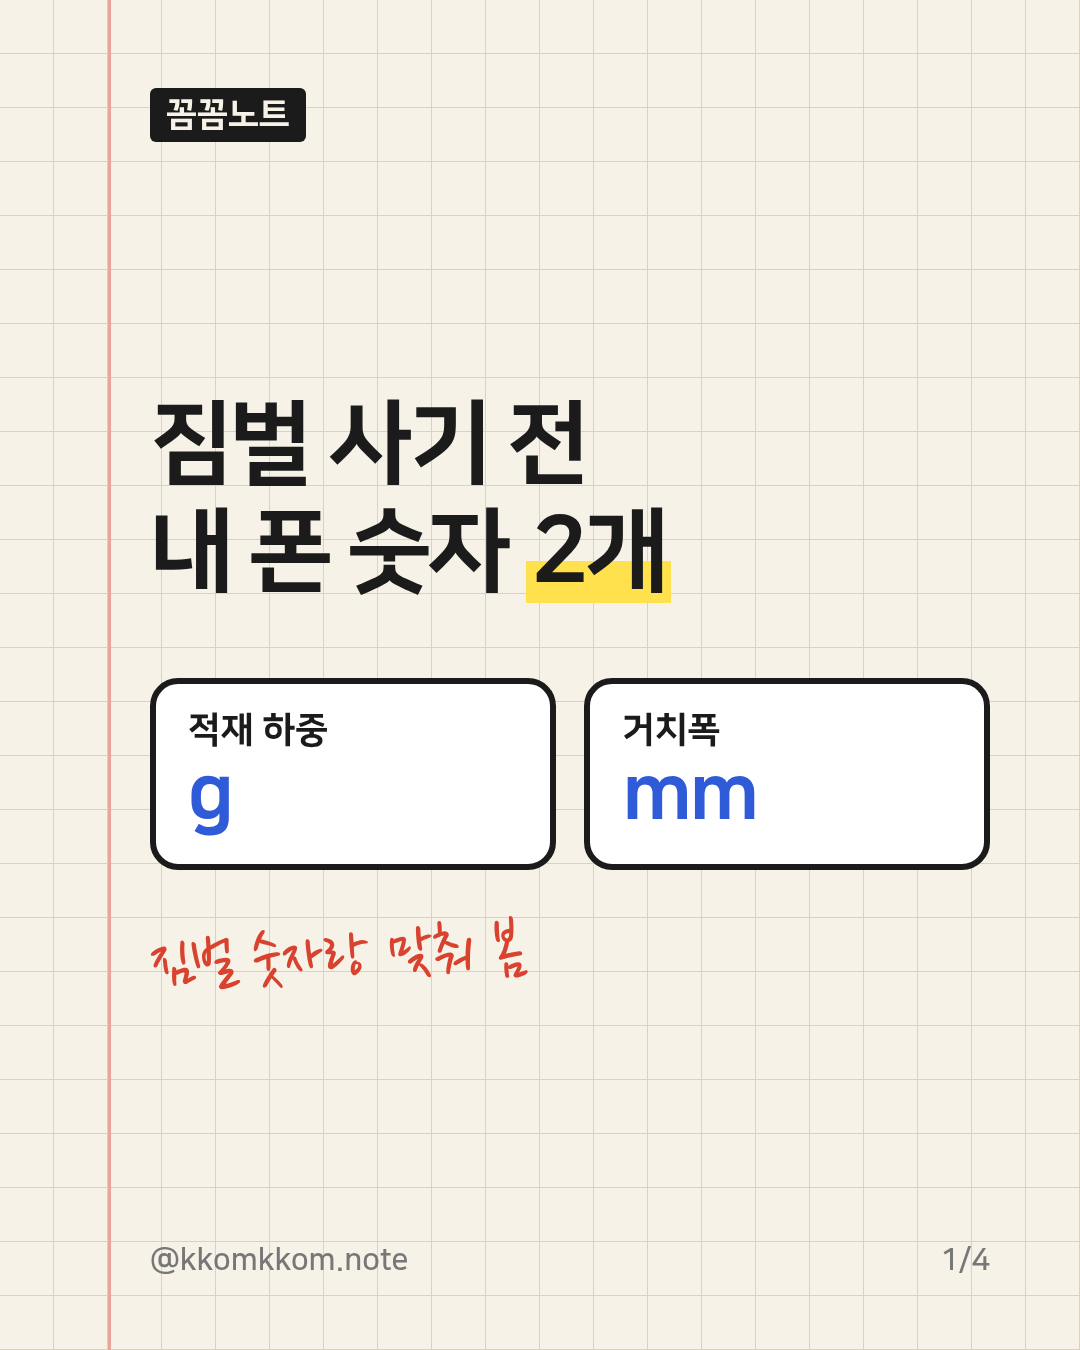 꼼꼼노트
짐벌 사기 전
내 폰 숫자 2개
적재 하중
g
거치폭
mm
짐벌 숫자랑 맞춰 봄
@kkomkkom.note
1/4